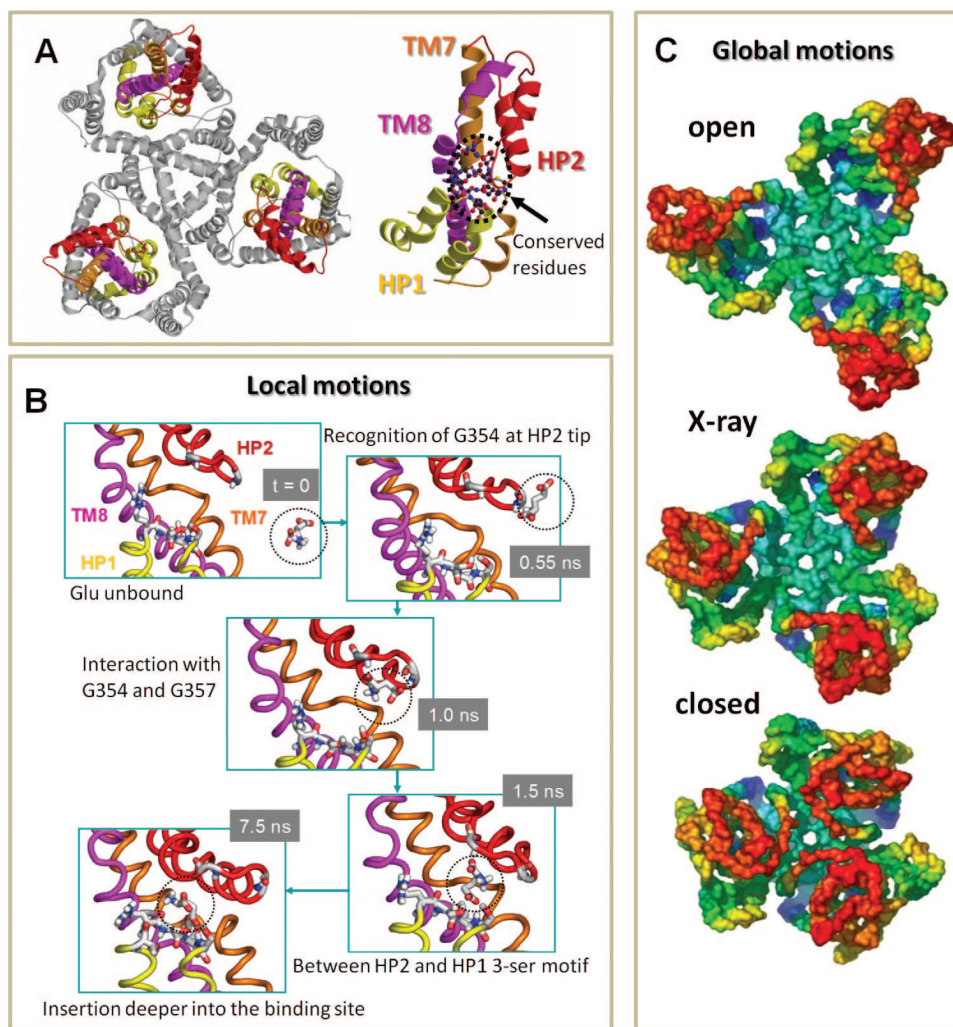 A
TM7
TM8
HP2
Conserved
residues
HP1
B
Local motions
Recognition of G354 at HP2 tip
HP2
t = 0
TM8
TM7
HP1
0.55 ns
Glu unbound
Interaction with
G354 and G357
1.0 ns
1.5 ns
7.5 ns
Between HP2 and HP1 3-ser motif
Insertion deeper into the binding site
C
Global motions
open
X-ray
closed